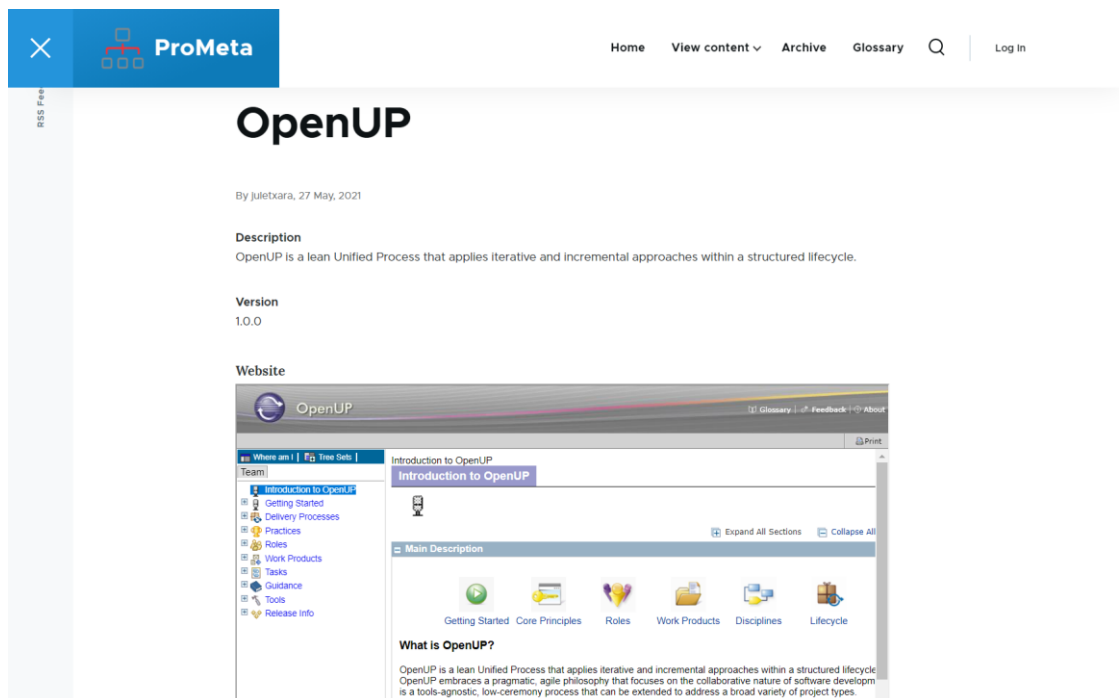 ProMeta
Home View content Archive Glossary Log in
RSS
OpenUP
By juletxara, 27 May, 2021
Description
OpenUP is a lean Unified Process that applies iterative and incremental approaches within a structured lifecycle.
Version
1.0.0
Website
OpenUP
Glossary | Feedback | About
Print
Where am I | Tree Sets |
Team
Introduction to OpenUP
Getting Started
Delivery Processes
Practices
Roles
Work Products
Tasks
Guidance
Tools
Release Info
Introduction to OpenUP
Introduction to OpenUP
Expand All Sections Collapse All
Main Description
Getting Started Core Principles Roles Work Products Disciplines Lifecycle
What is OpenUP?
OpenUP is a lean Unified Process that applies iterative and incremental approaches within a structured lifecycle
OpenUP embraces a pragmatic, agile philosophy that focuses on the collaborative nature of software developm
is a tools-agnostic, low-ceremony process that can be extended to address a broad variety of project types.